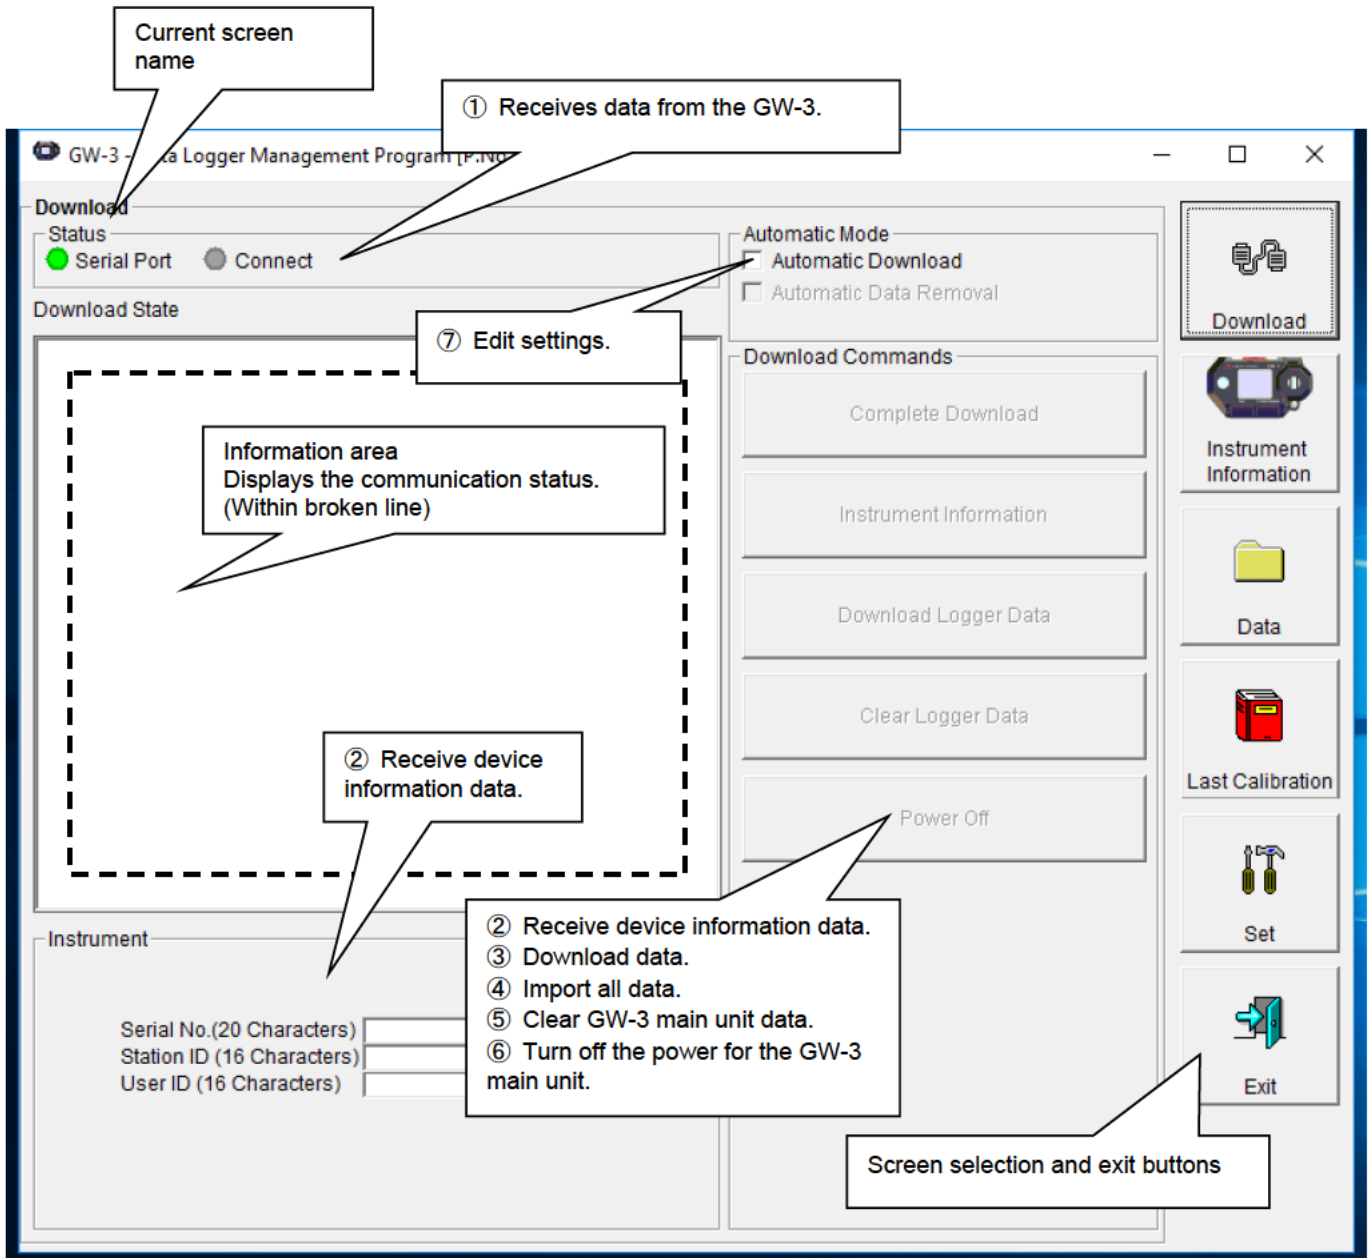 Current screen
name
① Receives data from the GW-3.
GW-3 - ta Logger Management Program [P.No
Download
Status
Serial Port
Connect
Automatic Mode
Automatic Download
Automatic Data Removal
Download State
⑦ Edit settings.
Download Commands
Complete Download
Instrument Information
Download Logger Data
Clear Logger Data
Power Off
Information area
Displays the communication status.
(Within broken line)
② Receive device
information data.
② Receive device information data.
③ Download data.
④ Import all data.
⑤ Clear GW-3 main unit data.
⑥ Turn off the power for the GW-3
main unit.
Instrument
Serial No.(20 Characters)
Station ID (16 Characters)
User ID (16 Characters)
Download
Instrument
Information
Data
Last Calibration
Set
Exit
Screen selection and exit buttons